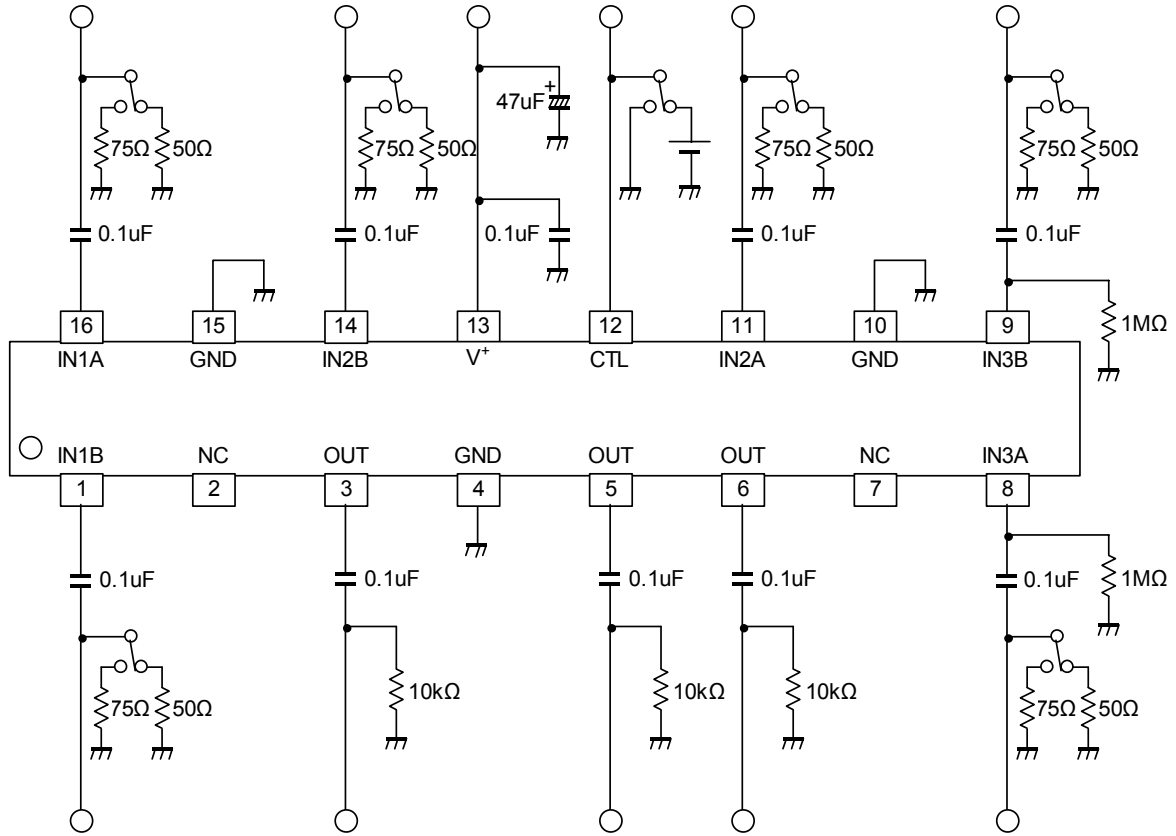 47uF +
75Ω 50Ω 75Ω 50Ω 75Ω 50Ω 75Ω 50Ω
0.1uF 0.1uF 0.1uF 0.1uF 0.1uF
16 15 14 13 12 11 10 9 1MΩ
IN1A GND IN2B V+ CTL IN2A GND IN3B
IN1B NC OUT GND OUT OUT NC IN3A
1 2 3 4 5 6 7 8
0.1uF 0.1uF 0.1uF 0.1uF 0.1uF 1MΩ
75Ω 50Ω 10kΩ 10kΩ 10kΩ 75Ω 50Ω